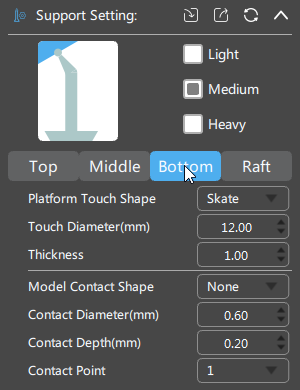 Support Setting:
Light
Medium
Heavy
Top Middle Bottom Raft
Platform Touch Shape Skate
Touch Diameter(mm) 12.00
Thickness 1.00
Model Contact Shape None
Contact Diameter(mm) 0.60
Contact Depth(mm) 0.20
Contact Point 1